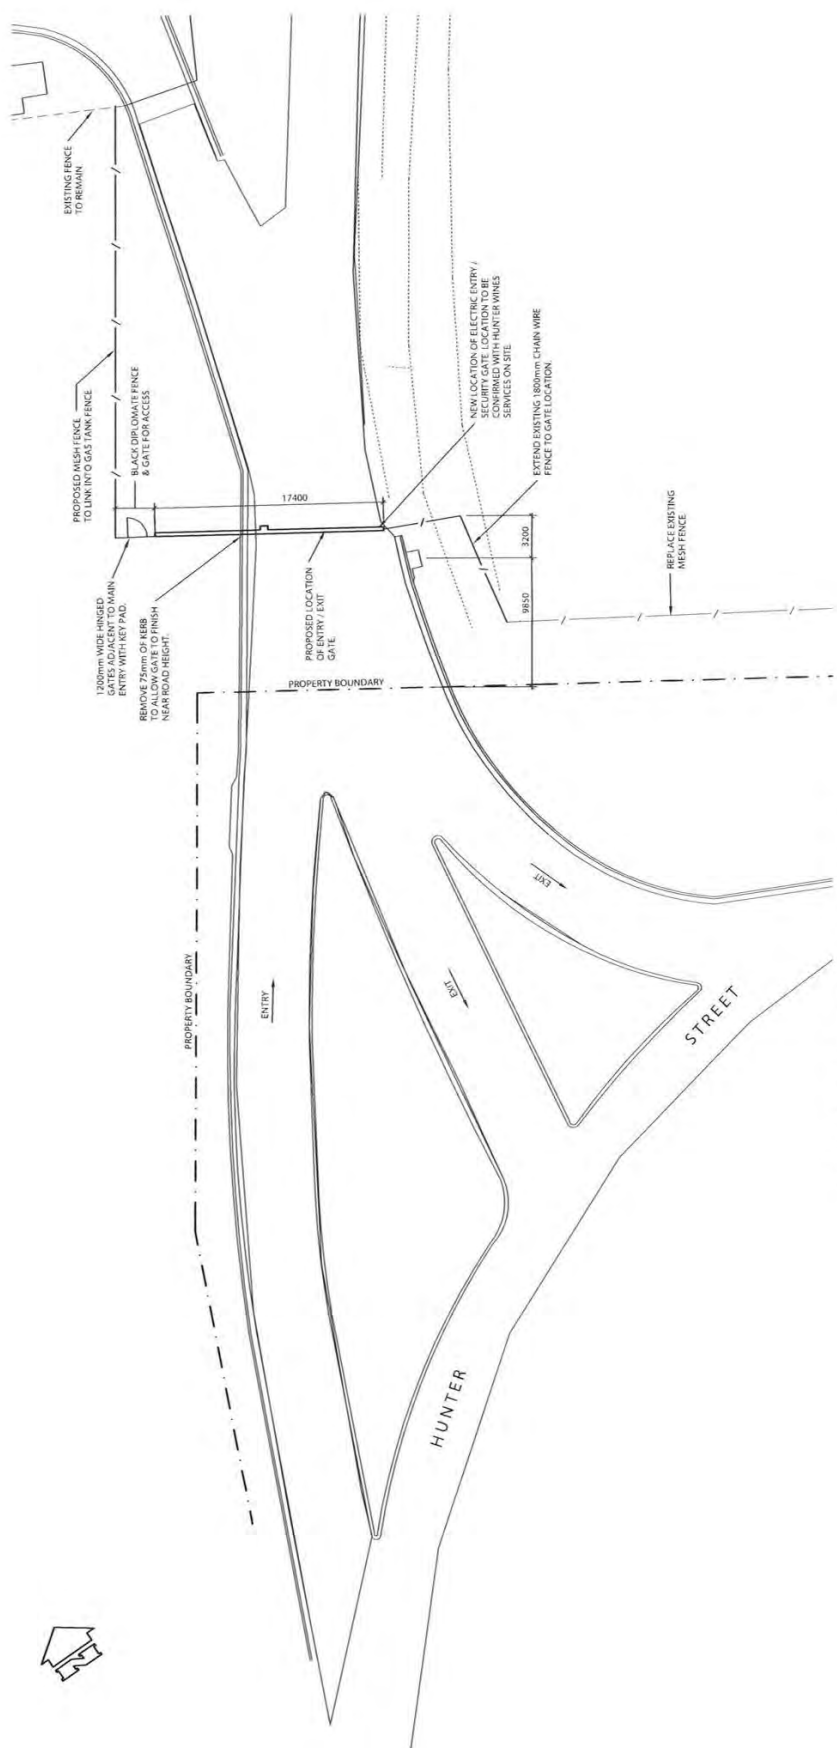 EXISTING FENCE
TO REMAIN
PROPOSED MESH FENCE
TO LINK INTO GAS TANK FENCE
BLACK DIPLOMATE FENCE
& GATE FOR ACCESS
1200mm WIDE HINGED
GATES ADJACENT TO MAIN
ENTRY WITH KEY PAD.
REMOVE 75mm OF KERB
TO ALLOW GATE TO FINISH
NEAR ROAD HEIGHT.
17400
PROPOSED LOCATION
OF ENTRY / EXIT
GATE.
NEW LOCATION OF ELECTRIC ENTRY /
SECURITY GATE. LOCATION TO BE
CONFIRMED WITH HUNTER WINES
SERVICES ON SITE.
EXTEND EXISTING 1800mm CHAIN WIRE
FENCE TO GATE LOCATION.
3200
9850
REPLACE EXISTING
MESH FENCE.
PROPERTY BOUNDARY
PROPERTY BOUNDARY
ENTRY
EXIT
EXIT
HUNTER
STREET
N